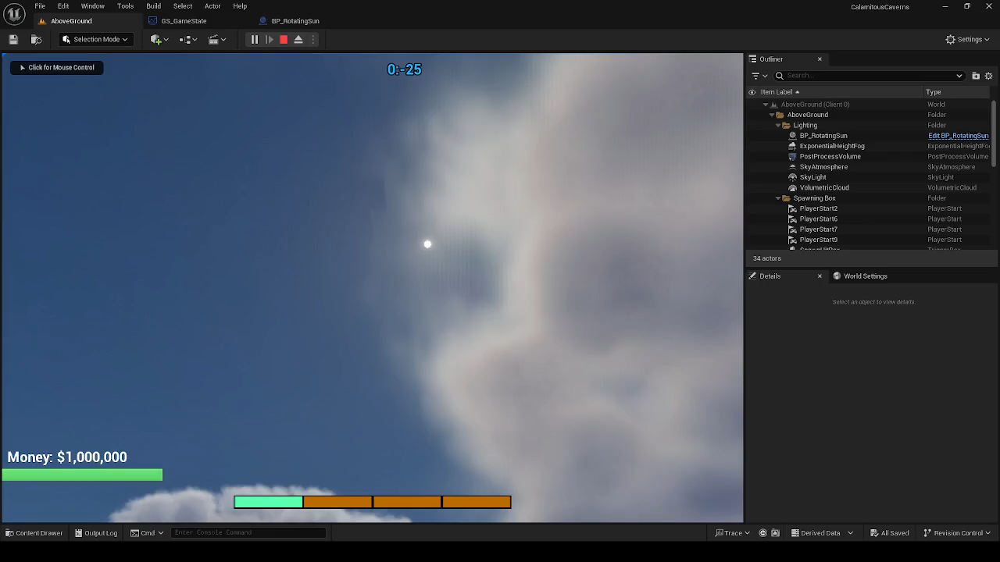 File Edit Window Tools Build Select Actor Help
CalamitousCaverns
AboveGround GS_GameState BP_RotatingSun
Selection Mode
Settings
Click for Mouse Control
0:-25
Outliner
Search...
Item Label Type
AboveGround (Client 0) World
AboveGround Folder
Lighting Folder
BP_RotatingSun Edit BP_RotatingSun
ExponentialHeightFog ExponentialHeightFo
PostProcessVolume PostProcessVolume
SkyAtmosphere SkyAtmosphere
SkyLight SkyLight
VolumetricCloud VolumetricCloud
Spawning Box Folder
PlayerStart2 PlayerStart
PlayerStart6 PlayerStart
PlayerStart7 PlayerStart
PlayerStart9 PlayerStart
34 actors
Details World Settings
Select an object to view details.
Money: $1,000,000
Content Drawer Output Log Cmd Enter Console Command
Trace Derived Data All Saved Revision Control